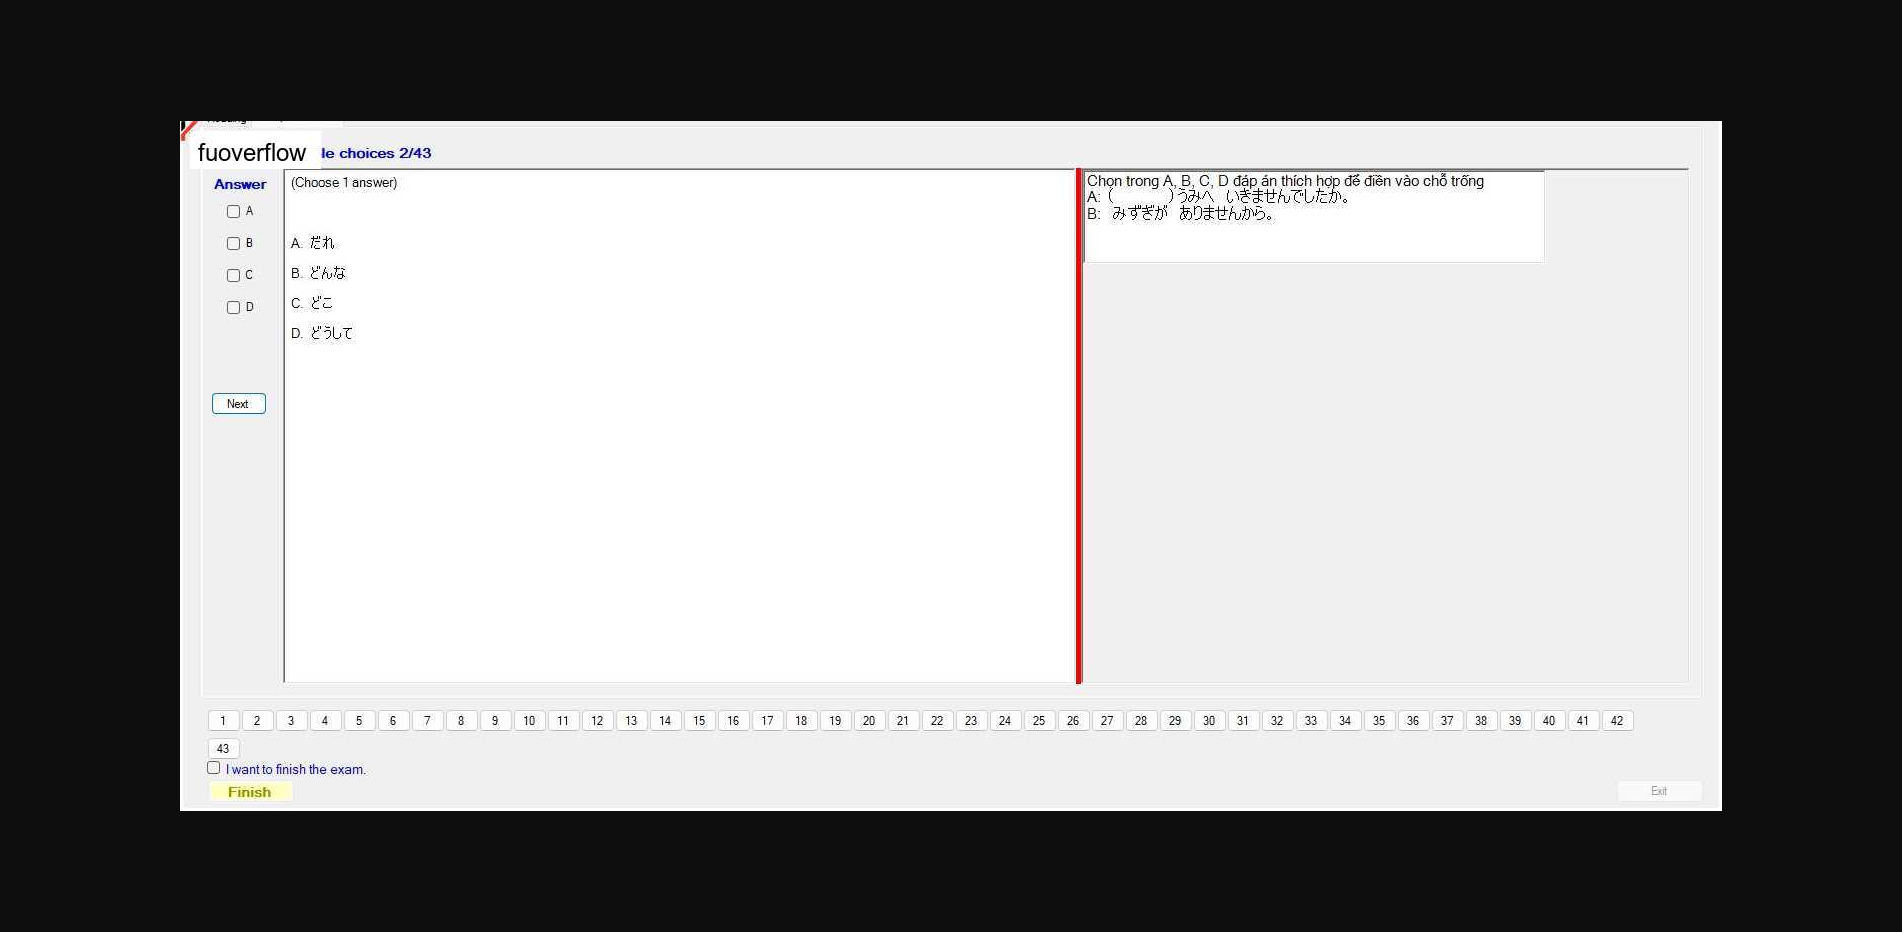 fuoverflow le choices 2/43
Answer
A
B
C
D
Next
(Choose 1 answer)
A. だれ
B. どんな
C. どこ
D. どうして
Chọn trong A, B, C, D đáp án thích hợp để điền vào chỗ trống
A: (　　　)うみへ　いきませんでしたか。
B: みずぎが　ありませんから。
1 2 3 4 5 6 7 8 9 10 11 12 13 14 15 16 17 18 19 20 21 22 23 24 25 26 27 28 29 30 31 32 33 34 35 36 37 38 39 40 41 42
43
I want to finish the exam.
Finish
Exit